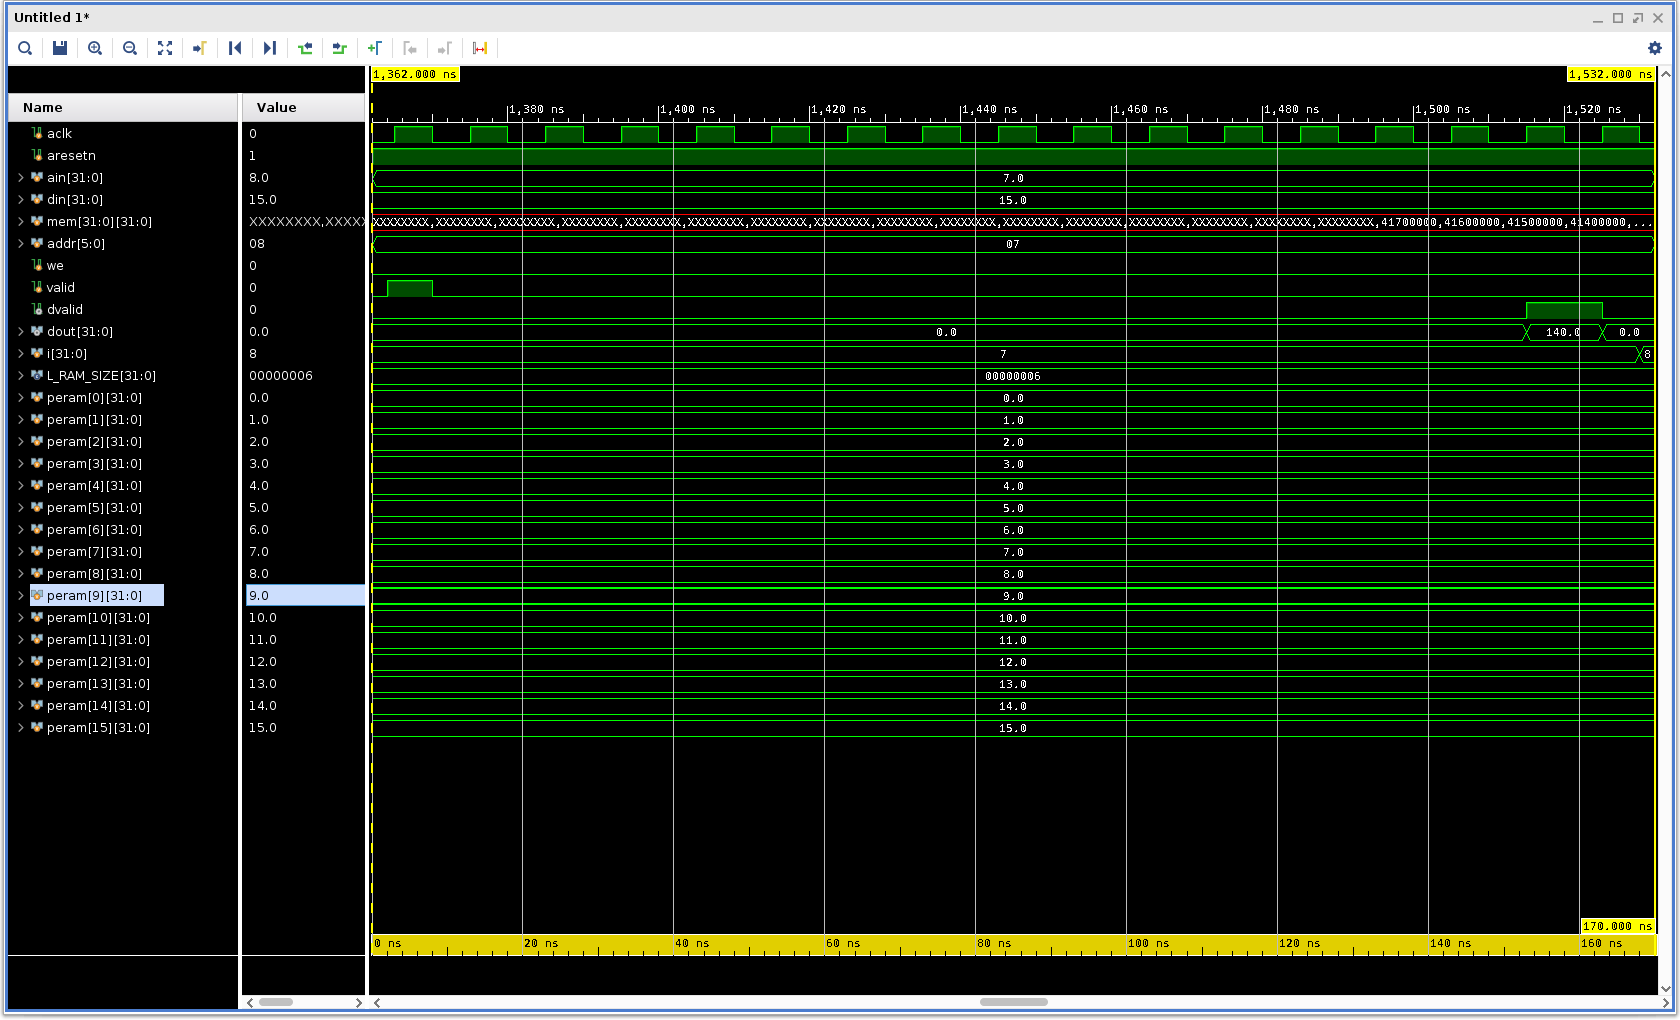 Untitled 1*
1,362.000 ns 1,532.000 ns
Name Value
1,380 ns 1,400 ns 1,420 ns 1,440 ns 1,460 ns 1,480 ns 1,500 ns 1,520 ns
aclk 0
aresetn 1
ain[31:0] 8.0 7.0
din[31:0] 15.0 15.0
mem[31:0][31:0] XXXXXXXX,XXXXX XXXXXXXX,XXXXXXXX,XXXXXXXX,XXXXXXXX,XXXXXXXX,XXXXXXXX,XXXXXXXX,XXXXXXXX,XXXXXXXX,XXXXXXXX,XXXXXXXX,XXXXXXXX,XXXXXXXX,XXXXXXXX,XXXXXXXX,XXXXXXXX,41700000,41600000,41500000,41400000,...
addr[5:0] 08 07
we 0
valid 0
dvalid 0
dout[31:0] 0.0 0.0 140.0 0.0
i[31:0] 8 7 8
L_RAM_SIZE[31:0] 00000006 00000006
peram[0][31:0] 0.0 0.0
peram[1][31:0] 1.0 1.0
peram[2][31:0] 2.0 2.0
peram[3][31:0] 3.0 3.0
peram[4][31:0] 4.0 4.0
peram[5][31:0] 5.0 5.0
peram[6][31:0] 6.0 6.0
peram[7][31:0] 7.0 7.0
peram[8][31:0] 8.0 8.0
peram[9][31:0] 9.0 9.0
peram[10][31:0] 10.0 10.0
peram[11][31:0] 11.0 11.0
peram[12][31:0] 12.0 12.0
peram[13][31:0] 13.0 13.0
peram[14][31:0] 14.0 14.0
peram[15][31:0] 15.0 15.0
170.000 ns
0 ns 20 ns 40 ns 60 ns 80 ns 100 ns 120 ns 140 ns 160 ns